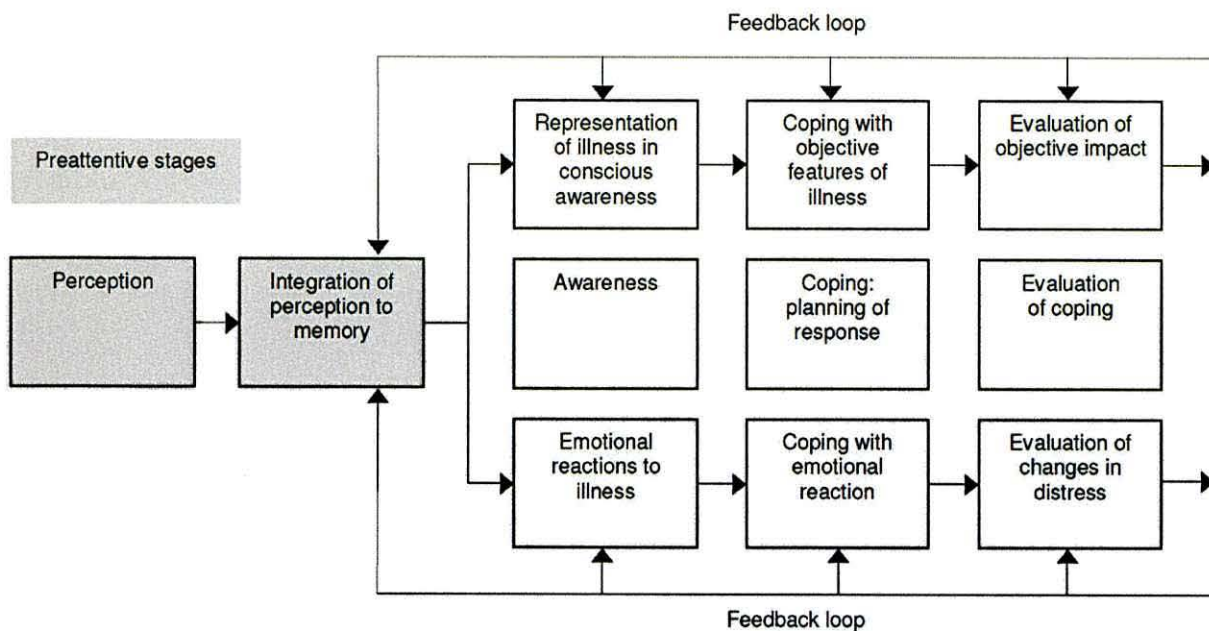 Feedback loop
Preattentive stages
Representation
of illness in
conscious
awareness
Coping with
objective
features of
illness
Evaluation of
objective impact
Perception
Integration of
perception to
memory
Awareness
Coping:
planning of
response
Evaluation
of coping
Emotional
reactions to
illness
Coping with
emotional
reaction
Evaluation of
changes in
distress
Feedback loop